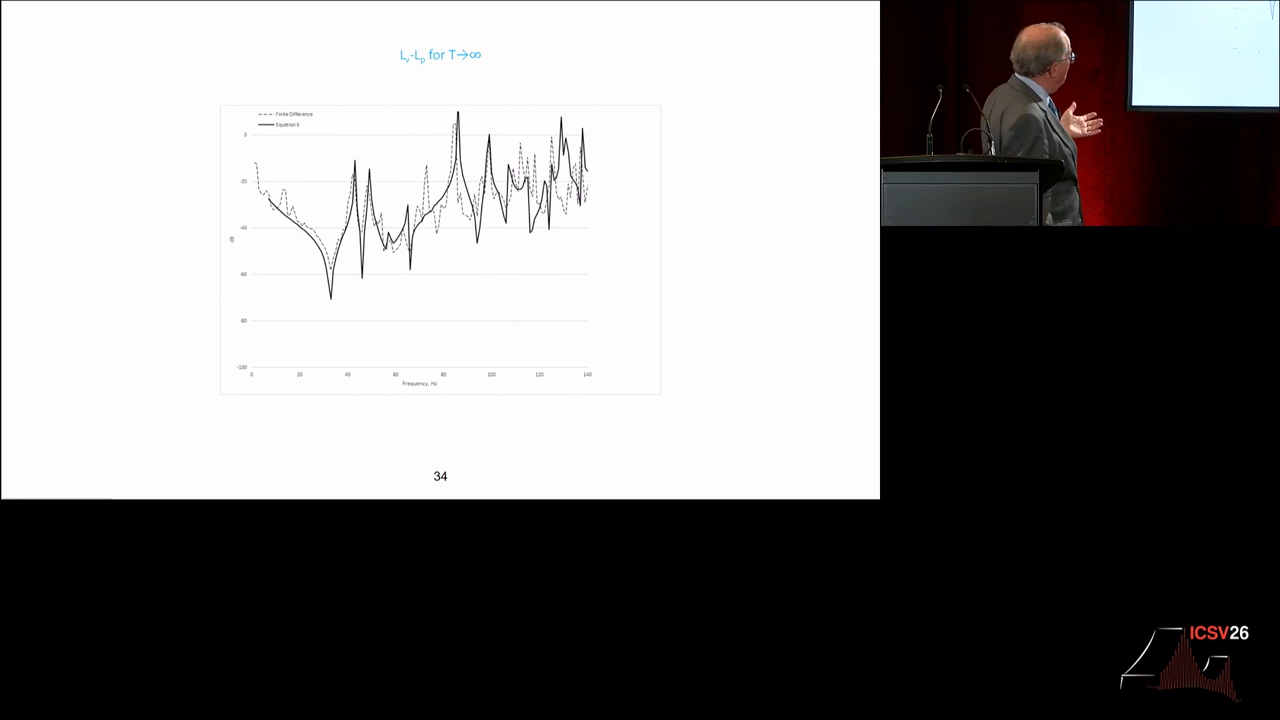 Lv-Lp for T→∞
Finite Difference
Equation 6
0
-20
-40
-60
-80
-100
dB
0 20 40 60 80 100 120 140
Frequency, Hz
34
ICSV26